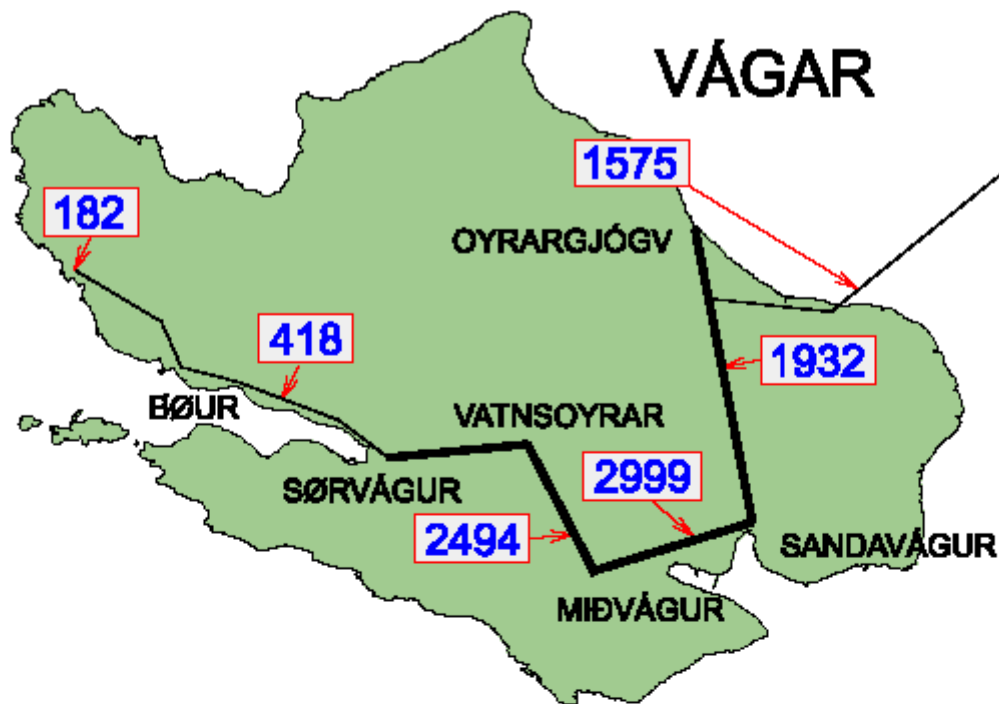 VÁGAR
1575
182
OYRARGJÓGV
418
1932
BØUR
VATNSOYRAR
2999
SØRVÁGUR
2494
SANDAVÁGUR
MIÐVÁGUR